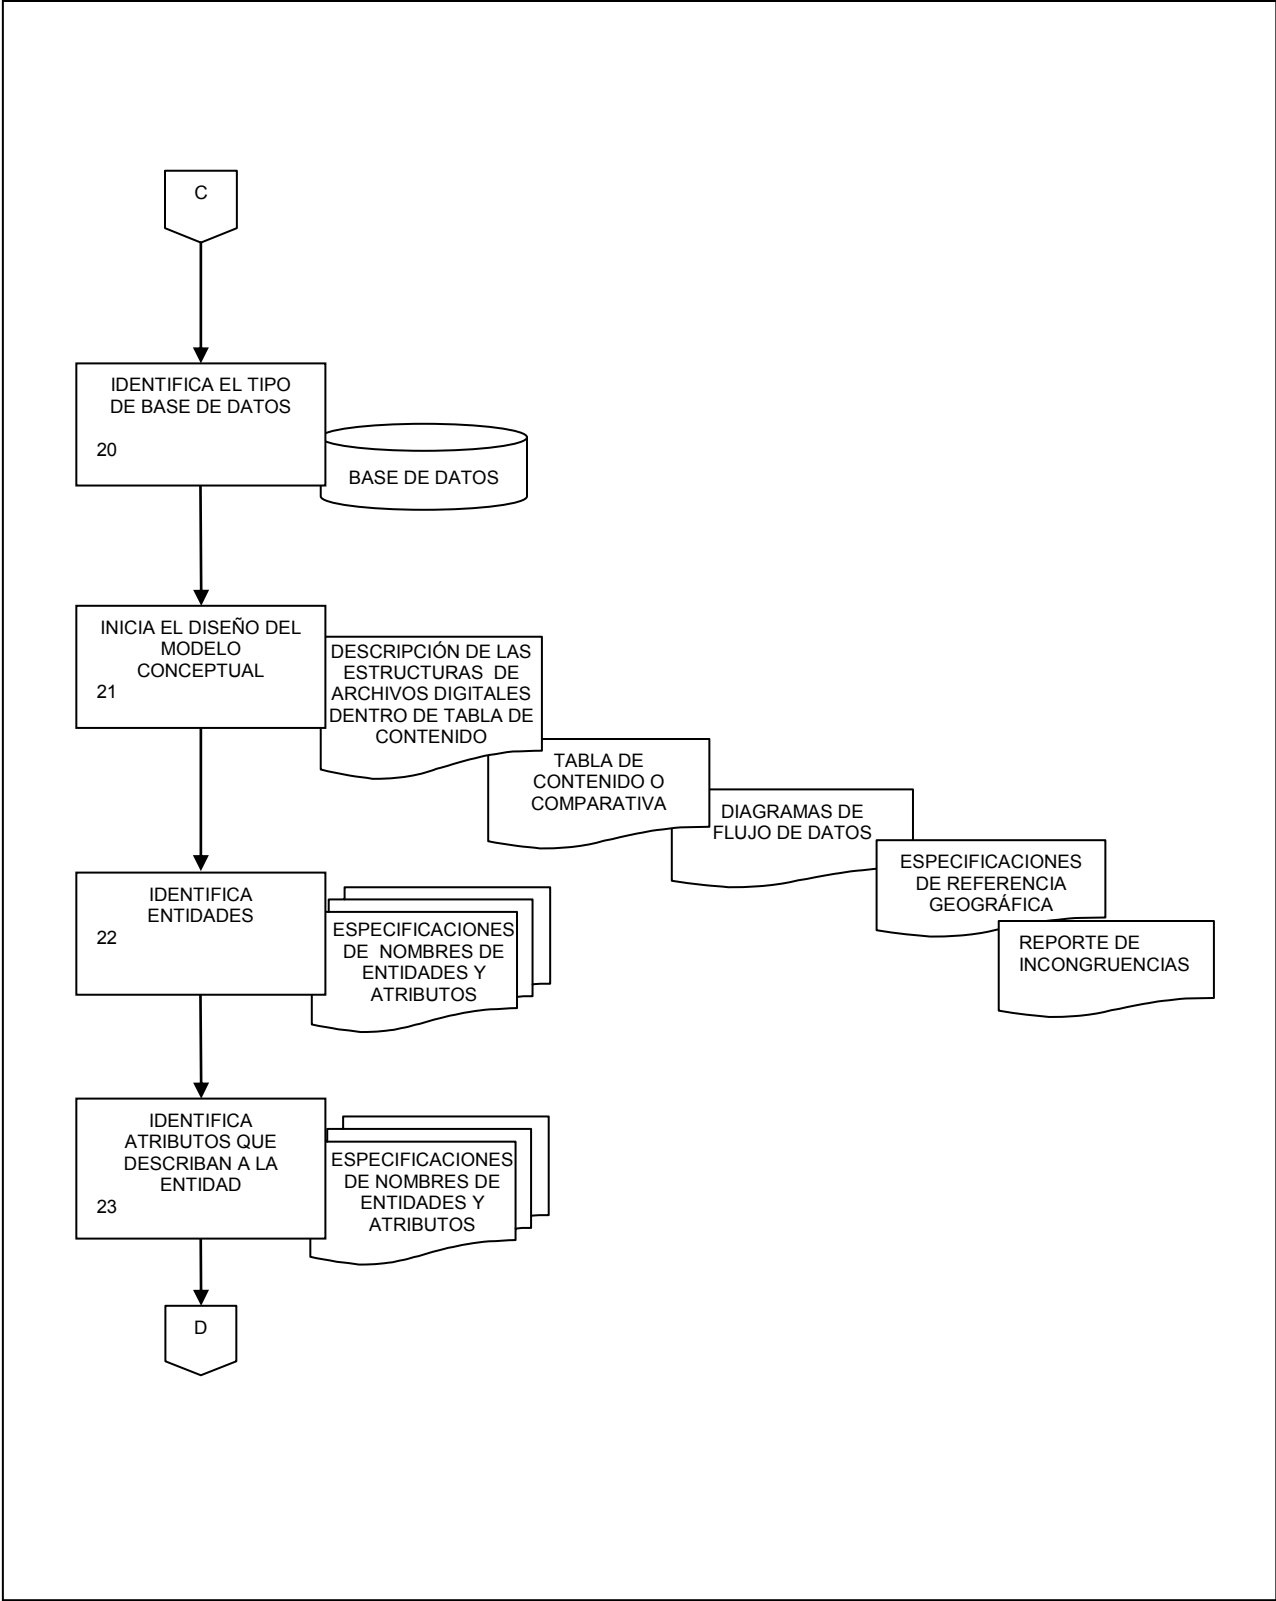 C
IDENTIFICA EL TIPO
DE BASE DE DATOS
20
BASE DE DATOS
INICIA EL DISEÑO DEL
MODELO
CONCEPTUAL
21
DESCRIPCIÓN DE LAS
ESTRUCTURAS DE
ARCHIVOS DIGITALES
DENTRO DE TABLA DE
CONTENIDO
TABLA DE
CONTENIDO O
COMPARATIVA
DIAGRAMAS DE
FLUJO DE DATOS
ESPECIFICACIONES
DE REFERENCIA
GEOGRÁFICA
REPORTE DE
INCONGRUENCIAS
IDENTIFICA
ENTIDADES
22
ESPECIFICACIONES
DE NOMBRES DE
ENTIDADES Y
ATRIBUTOS
IDENTIFICA
ATRIBUTOS QUE
DESCRIBAN A LA
ENTIDAD
23
ESPECIFICACIONES
DE NOMBRES DE
ENTIDADES Y
ATRIBUTOS
D